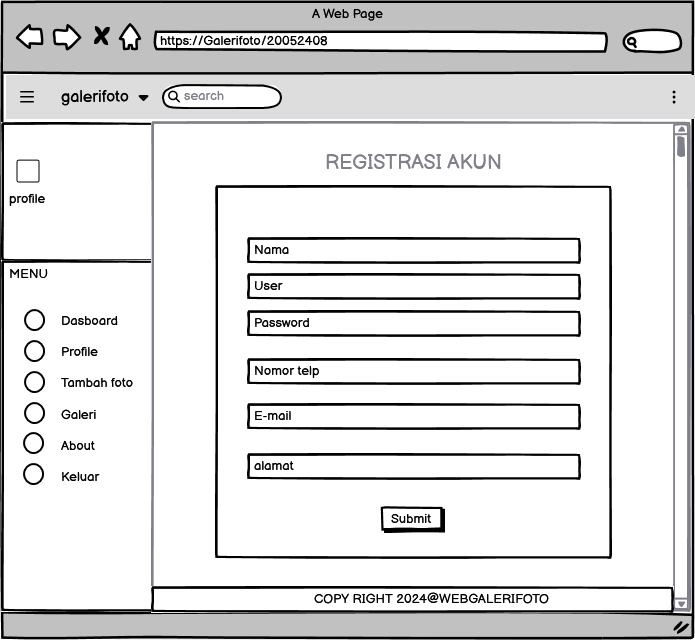 A Web Page
https://Galerifoto/20052408
galerifoto
search
profile
MENU
Dasboard
Profile
Tambah foto
Galeri
About
Keluar
REGISTRASI AKUN
Nama
User
Password
Nomor telp
E-mail
alamat
Submit
COPY RIGHT 2024@WEBGALERIFOTO